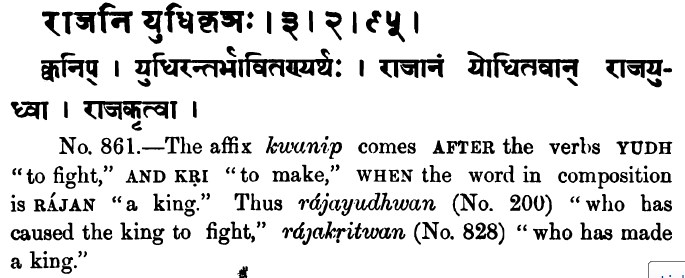 राजनि युधिकृञः । ३ । २ । ९५ ।
क्वनिप् । युधिरन्तर्भावितण्यर्थः । राजानं योधितवान् राजयु-
ध्वा । राजकृत्वा ।
No. 861.—The affix kwanip comes AFTER the verbs YUDH
“to fight,” AND KṚI “to make,” WHEN the word in composition
is RÁJAN “a king.” Thus rájayudhwan (No. 200) “who has
caused the king to fight,” rájakṛitwan (No. 828) “who has made
a king.”